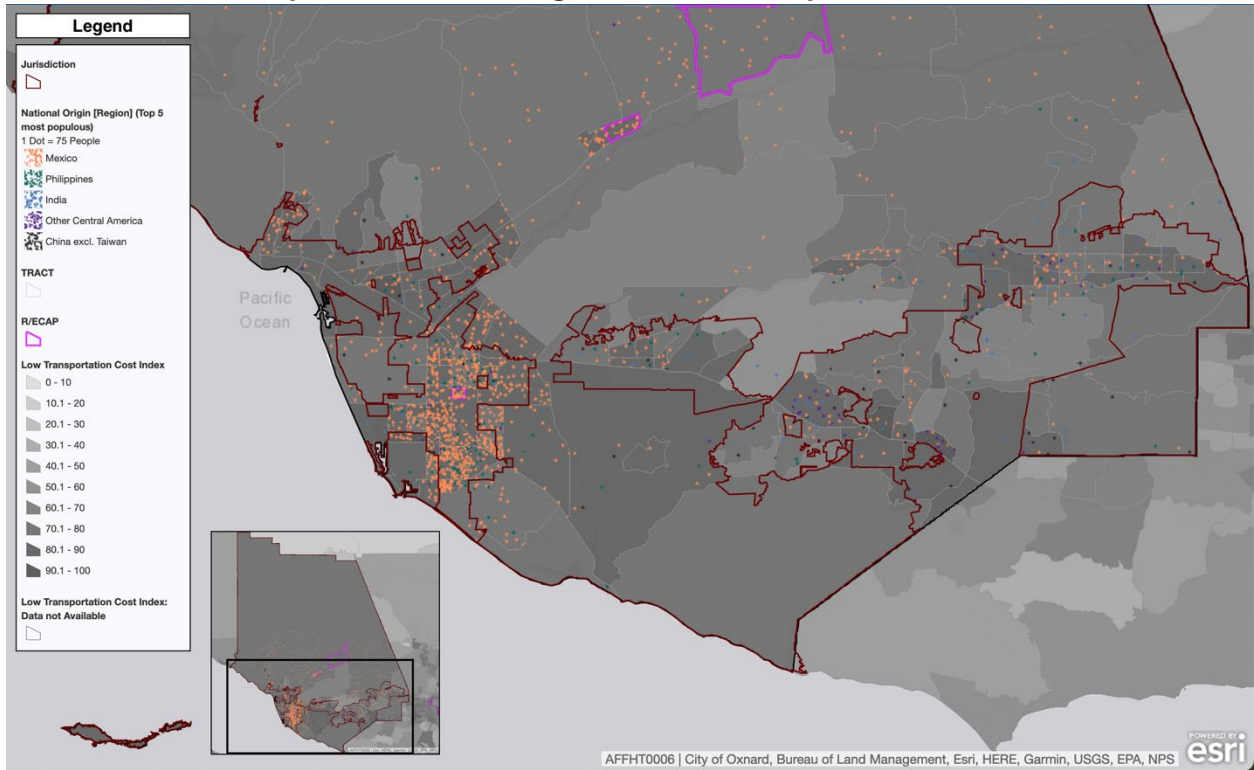 Legend
Jurisdiction
National Origin [Region] (Top 5
most populous)
1 Dot = 75 People
Mexico
Philippines
India
Other Central America
China excl. Taiwan
TRACT
R/ECAP
Low Transportation Cost Index
0 - 10
10.1 - 20
20.1 - 30
30.1 - 40
40.1 - 50
50.1 - 60
60.1 - 70
70.1 - 80
80.1 - 90
90.1 - 100
Low Transportation Cost Index:
Data not Available
Pacific
Ocean
AFFHT0006 | City of Oxnard, Bureau of Land Management, Esri, HERE, Garmin, USGS, EPA, NPS
POWERED BY
esri